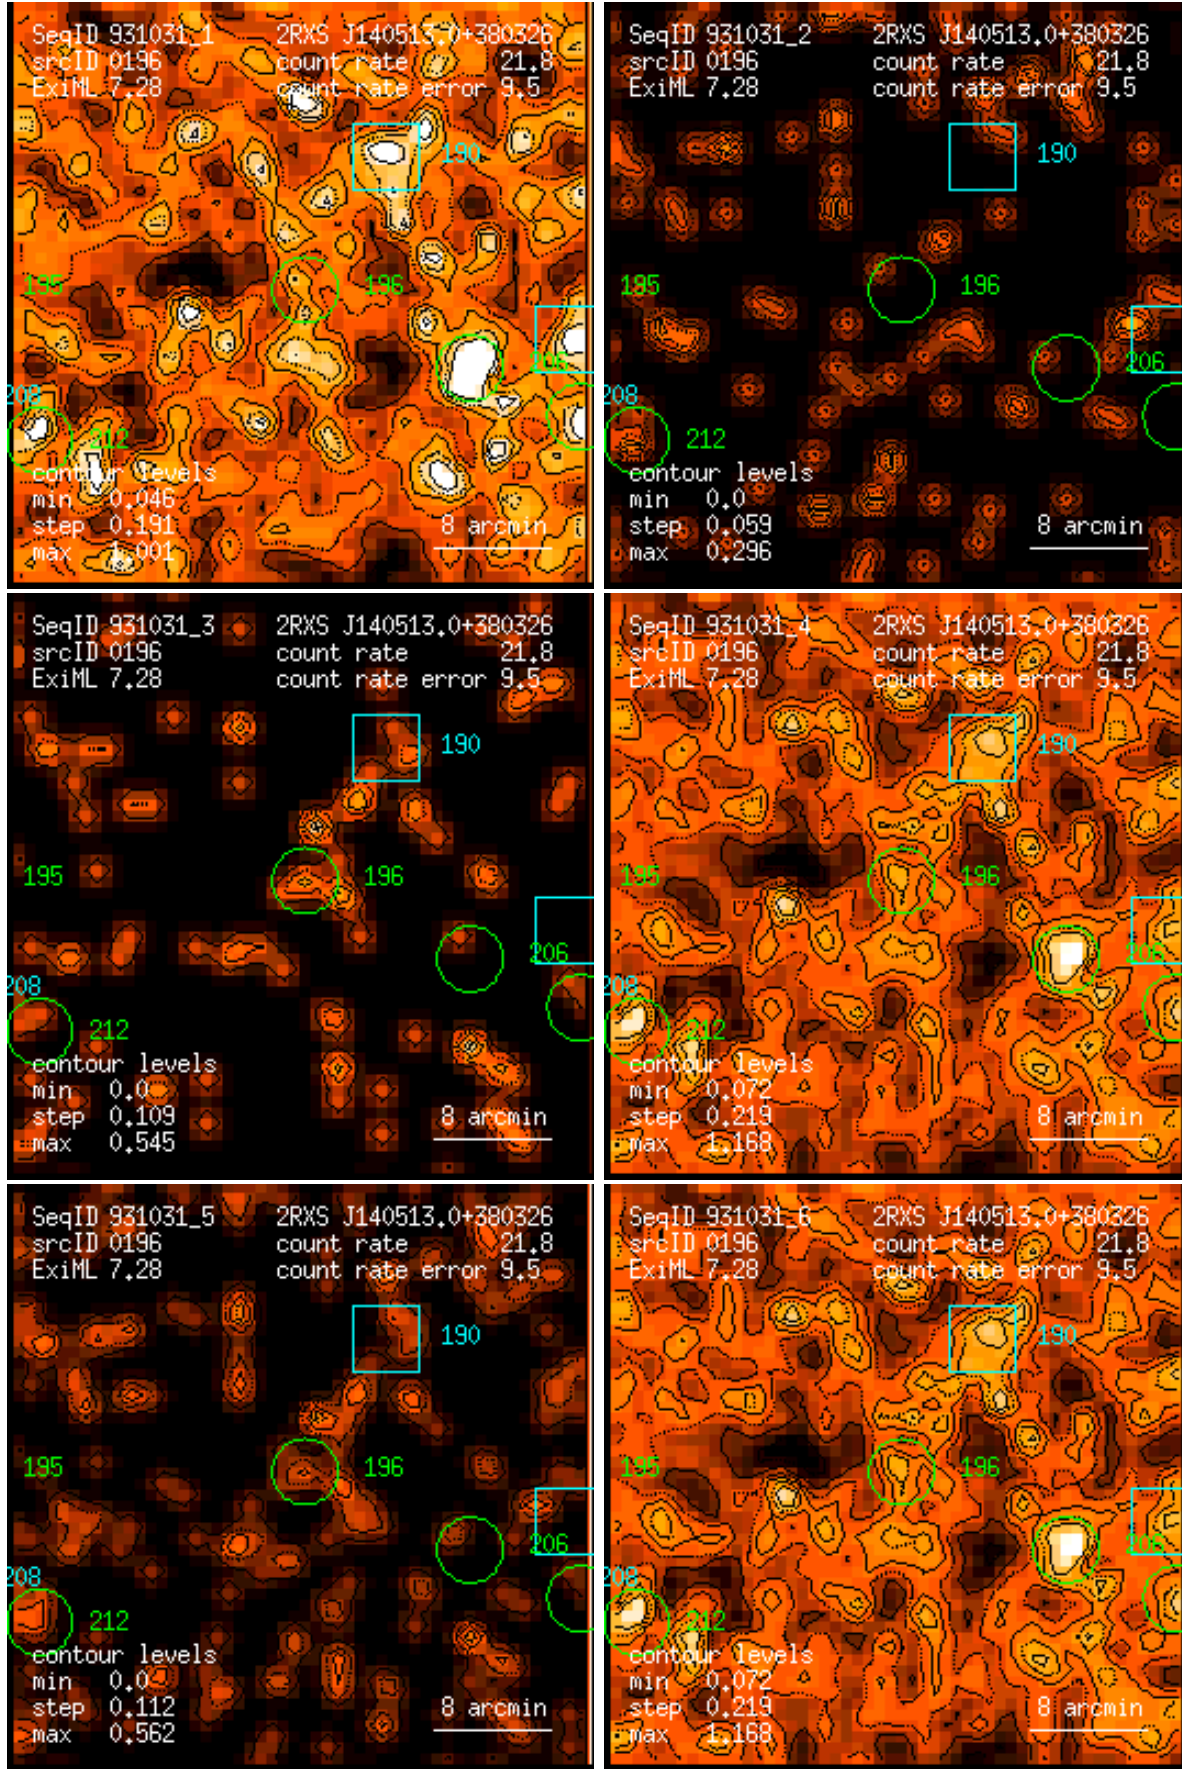 SeqID 931031_1 2RXS J140513.0+380326
srcID 0196 count rate 21.8
ExiML 7.28 count rate error 9.5
190
195 196
206
208
212
contour levels
min 0.046
step 0.191
max 1.001
8 arcmin
SeqID 931031_2 2RXS J140513.0+380326
srcID 0196 count rate 21.8
ExiML 7.28 count rate error 9.5
190
195 196
206
208
212
contour levels
min 0.0
step 0.059
max 0.296
8 arcmin
SeqID 931031_3 2RXS J140513.0+380326
srcID 0196 count rate 21.8
ExiML 7.28 count rate error 9.5
190
195 196
206
208
212
contour levels
min 0.0
step 0.109
max 0.545
8 arcmin
SeqID 931031_4 2RXS J140513.0+380326
srcID 0196 count rate 21.8
ExiML 7.28 count rate error 9.5
190
195 196
206
208
212
contour levels
min 0.072
step 0.219
max 1.168
8 arcmin
SeqID 931031_5 2RXS J140513.0+380326
srcID 0196 count rate 21.8
ExiML 7.28 count rate error 9.5
190
195 196
206
208
212
contour levels
min 0.0
step 0.112
max 0.562
8 arcmin
SeqID 931031_6 2RXS J140513.0+380326
srcID 0196 count rate 21.8
ExiML 7.28 count rate error 9.5
190
195 196
206
208
212
contour levels
min 0.072
step 0.219
max 1.168
8 arcmin